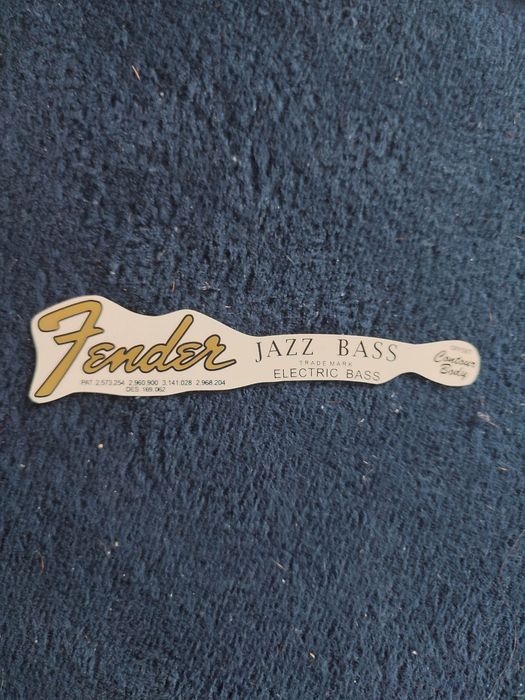 Fender
PAT. 2,573,254 2,960,900 3,141,028 2,968,204
DES. 169,062
JAZZ BASS
TRADE MARK
ELECTRIC BASS
OFFSET
Contour
Body